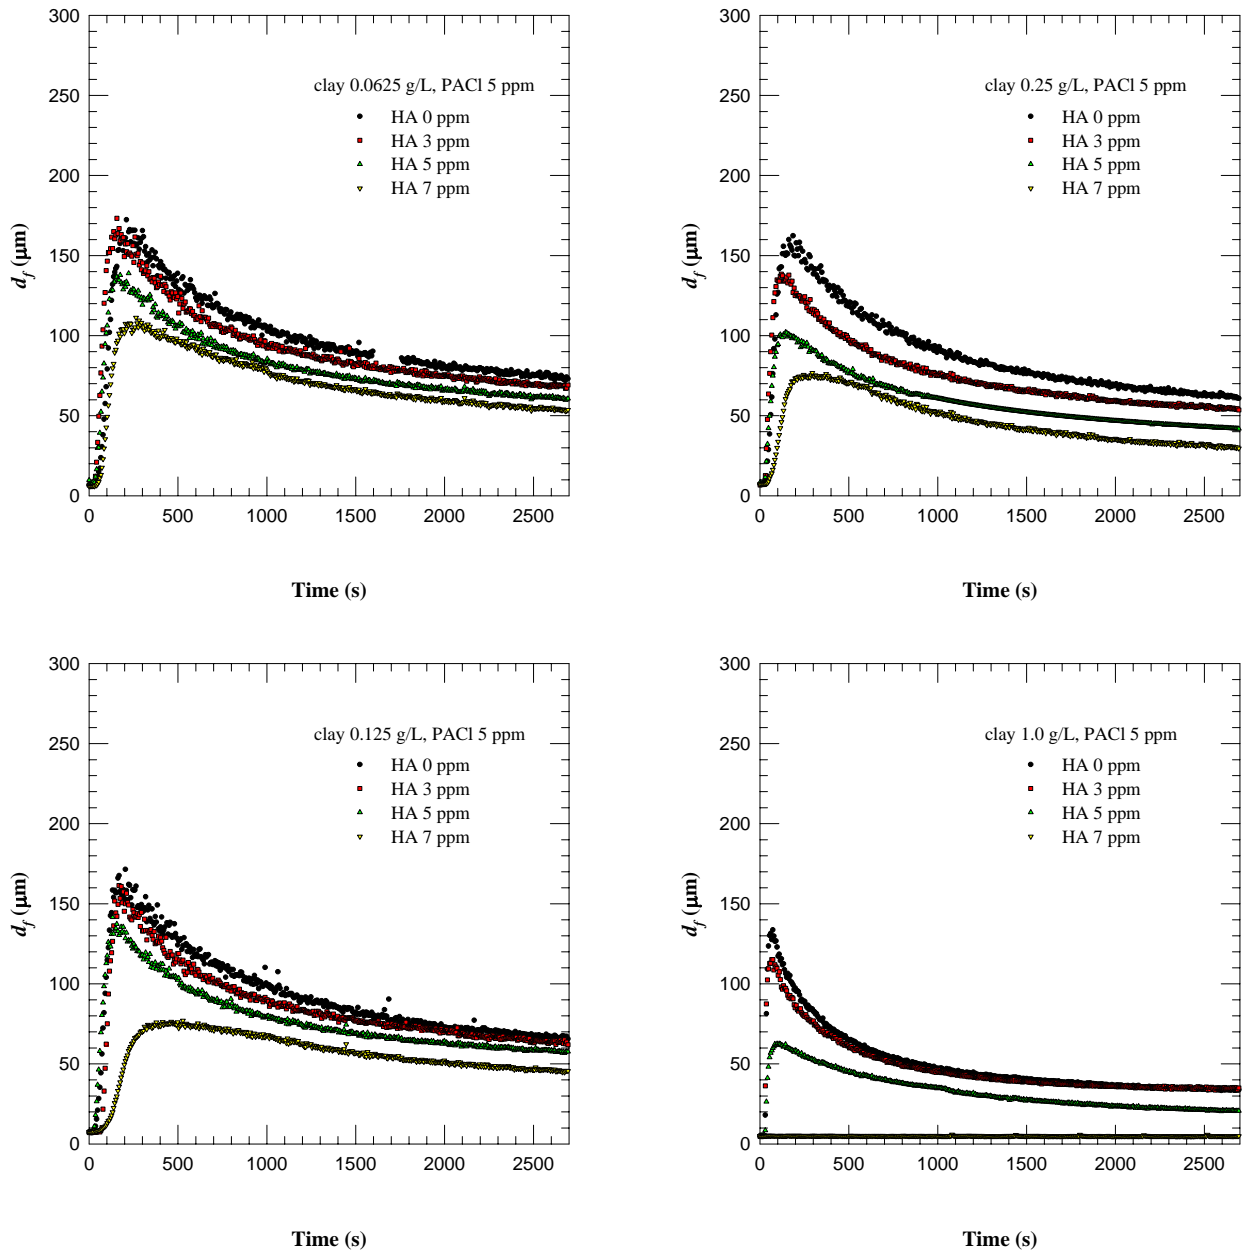 300
250
200
150
100
50
0
d_f (μm)
clay 0.0625 g/L, PACl 5 ppm
HA 0 ppm
HA 3 ppm
HA 5 ppm
HA 7 ppm
0 500 1000 1500 2000 2500
Time (s)
300
250
200
150
100
50
0
d_f (μm)
clay 0.25 g/L, PACl 5 ppm
HA 0 ppm
HA 3 ppm
HA 5 ppm
HA 7 ppm
0 500 1000 1500 2000 2500
Time (s)
300
250
200
150
100
50
0
d_f (μm)
clay 0.125 g/L, PACl 5 ppm
HA 0 ppm
HA 3 ppm
HA 5 ppm
HA 7 ppm
0 500 1000 1500 2000 2500
Time (s)
300
250
200
150
100
50
0
d_f (μm)
clay 1.0 g/L, PACl 5 ppm
HA 0 ppm
HA 3 ppm
HA 5 ppm
HA 7 ppm
0 500 1000 1500 2000 2500
Time (s)